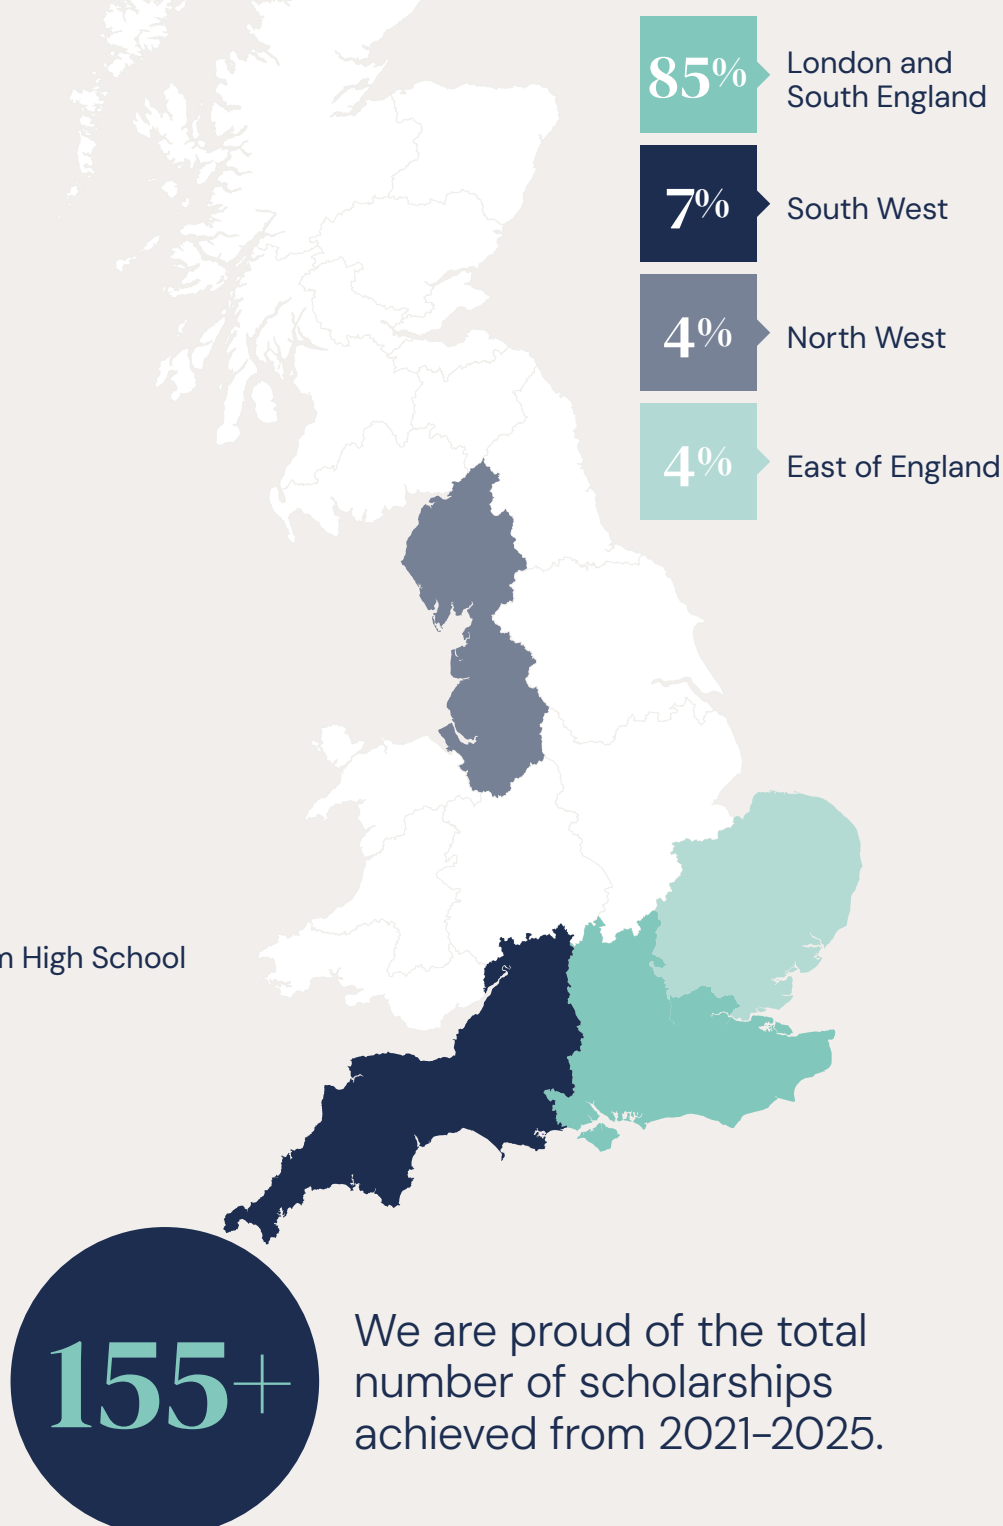 85%
London and
South England
7%
South West
4%
North West
4%
East of England
High School
155+
We are proud of the total
number of scholarships
achieved from 2021-2025.